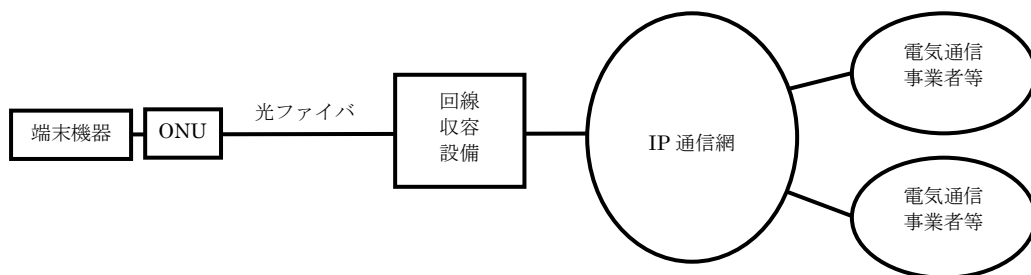 端末機器
ONU
光ファイバ
回線
収容
設備
IP 通信網
電気通信
事業者等
電気通信
事業者等